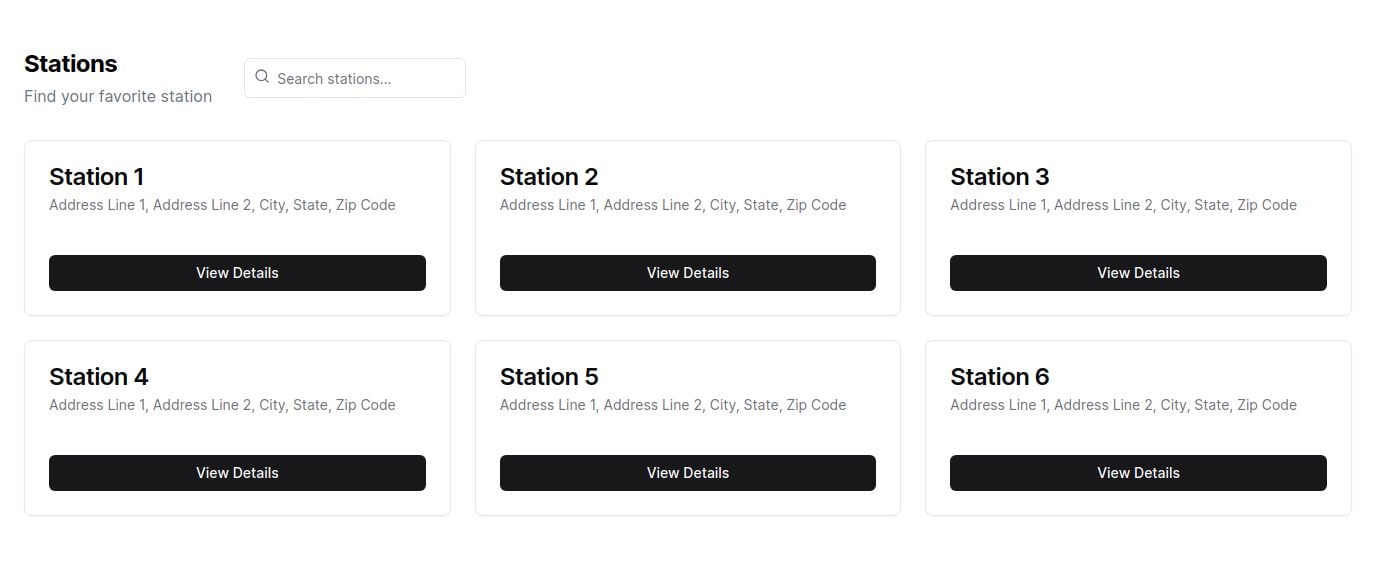 Stations
Find your favorite station
Search stations...
Station 1
Address Line 1, Address Line 2, City, State, Zip Code
View Details
Station 2
Address Line 1, Address Line 2, City, State, Zip Code
View Details
Station 3
Address Line 1, Address Line 2, City, State, Zip Code
View Details
Station 4
Address Line 1, Address Line 2, City, State, Zip Code
View Details
Station 5
Address Line 1, Address Line 2, City, State, Zip Code
View Details
Station 6
Address Line 1, Address Line 2, City, State, Zip Code
View Details